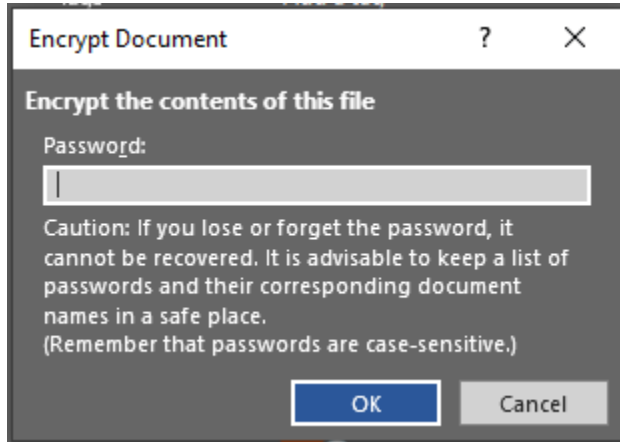 Encrypt Document ? X
Encrypt the contents of this file
Password:
Caution: If you lose or forget the password, it
cannot be recovered. It is advisable to keep a list of
passwords and their corresponding document
names in a safe place.
(Remember that passwords are case-sensitive.)
OK Cancel